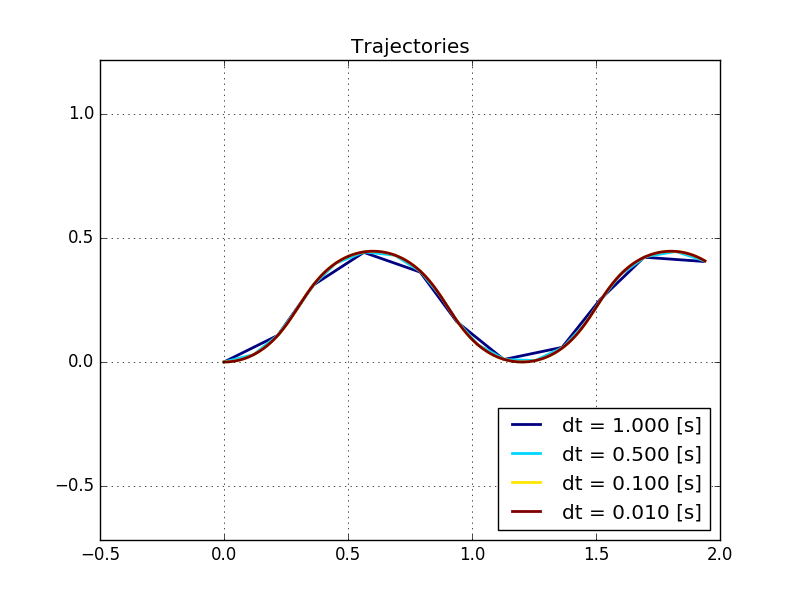 Trajectories
1.0
0.5
0.0
−0.5
−0.5 0.0 0.5 1.0 1.5 2.0
dt = 1.000 [s]
dt = 0.500 [s]
dt = 0.100 [s]
dt = 0.010 [s]